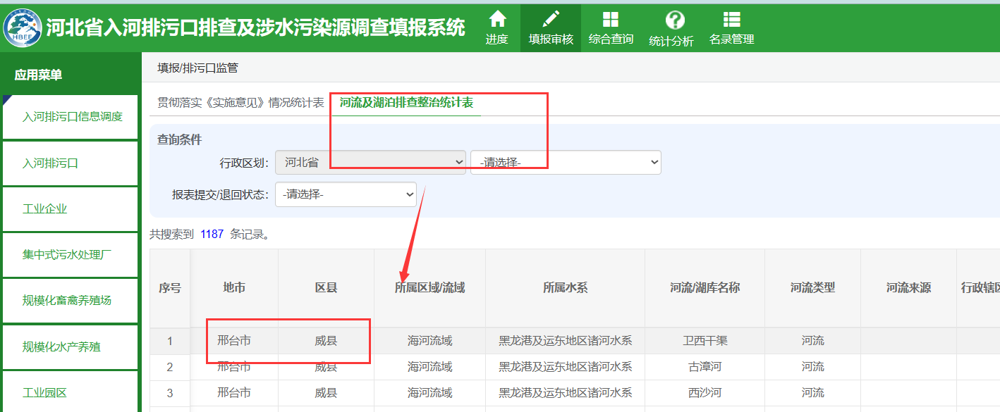 HBEE
河北省入河排污口排查及涉水污染源调查填报系统
进度
填报审核
综合查询
统计分析
名录管理
应用菜单
入河排污口信息调度
入河排污口
工业企业
集中式污水处理厂
规模化畜禽养殖场
规模化水产养殖
工业园区
填报/排污口监管
贯彻落实《实施意见》情况统计表 河流及湖泊排查整治统计表
查询条件
行政区划: 河北省 -请选择-
报表提交/退回状态: -请选择-
共搜索到 1187 条记录。
序号 地市 区县 所属区域/流域 所属水系 河流/湖库名称 河流类型 河流来源 行政辖区
1 邢台市 威县 海河流域 黑龙港及运东地区诸河水系 卫西干渠 河流
2 邢台市 威县 海河流域 黑龙港及运东地区诸河水系 古漳河 河流
3 邢台市 威县 海河流域 黑龙港及运东地区诸河水系 西沙河 河流